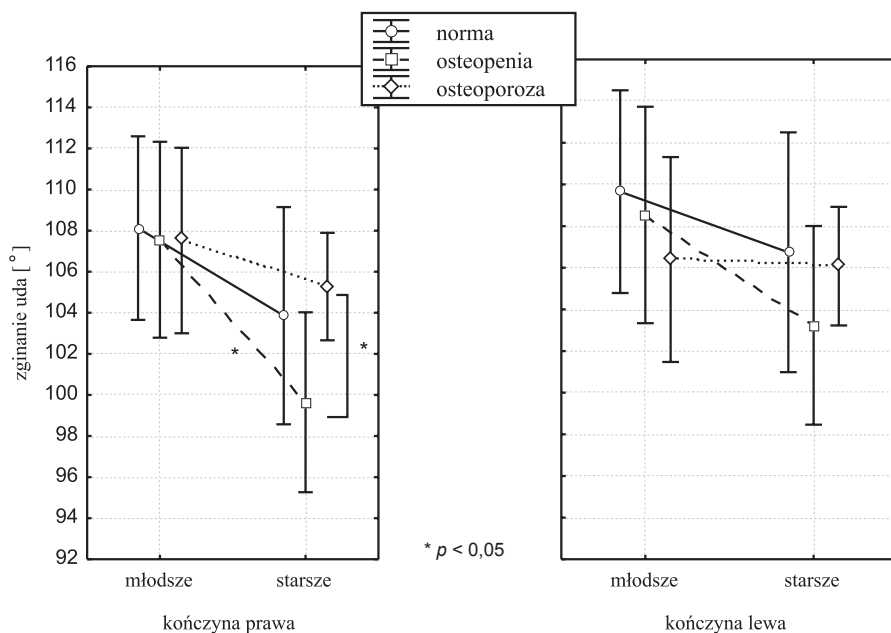 norma
osteopenia
osteoporoza
zginanie uda [ ° ]
116
114
112
110
108
106
104
102
100
98
96
94
92
*
*
młodsze
starsze
kończyna prawa
* p < 0,05
młodsze
starsze
kończyna lewa